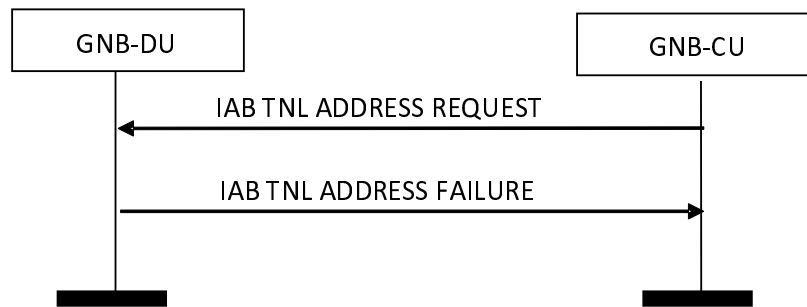 GNB-DU
GNB-CU
IAB TNL ADDRESS REQUEST
IAB TNL ADDRESS FAILURE